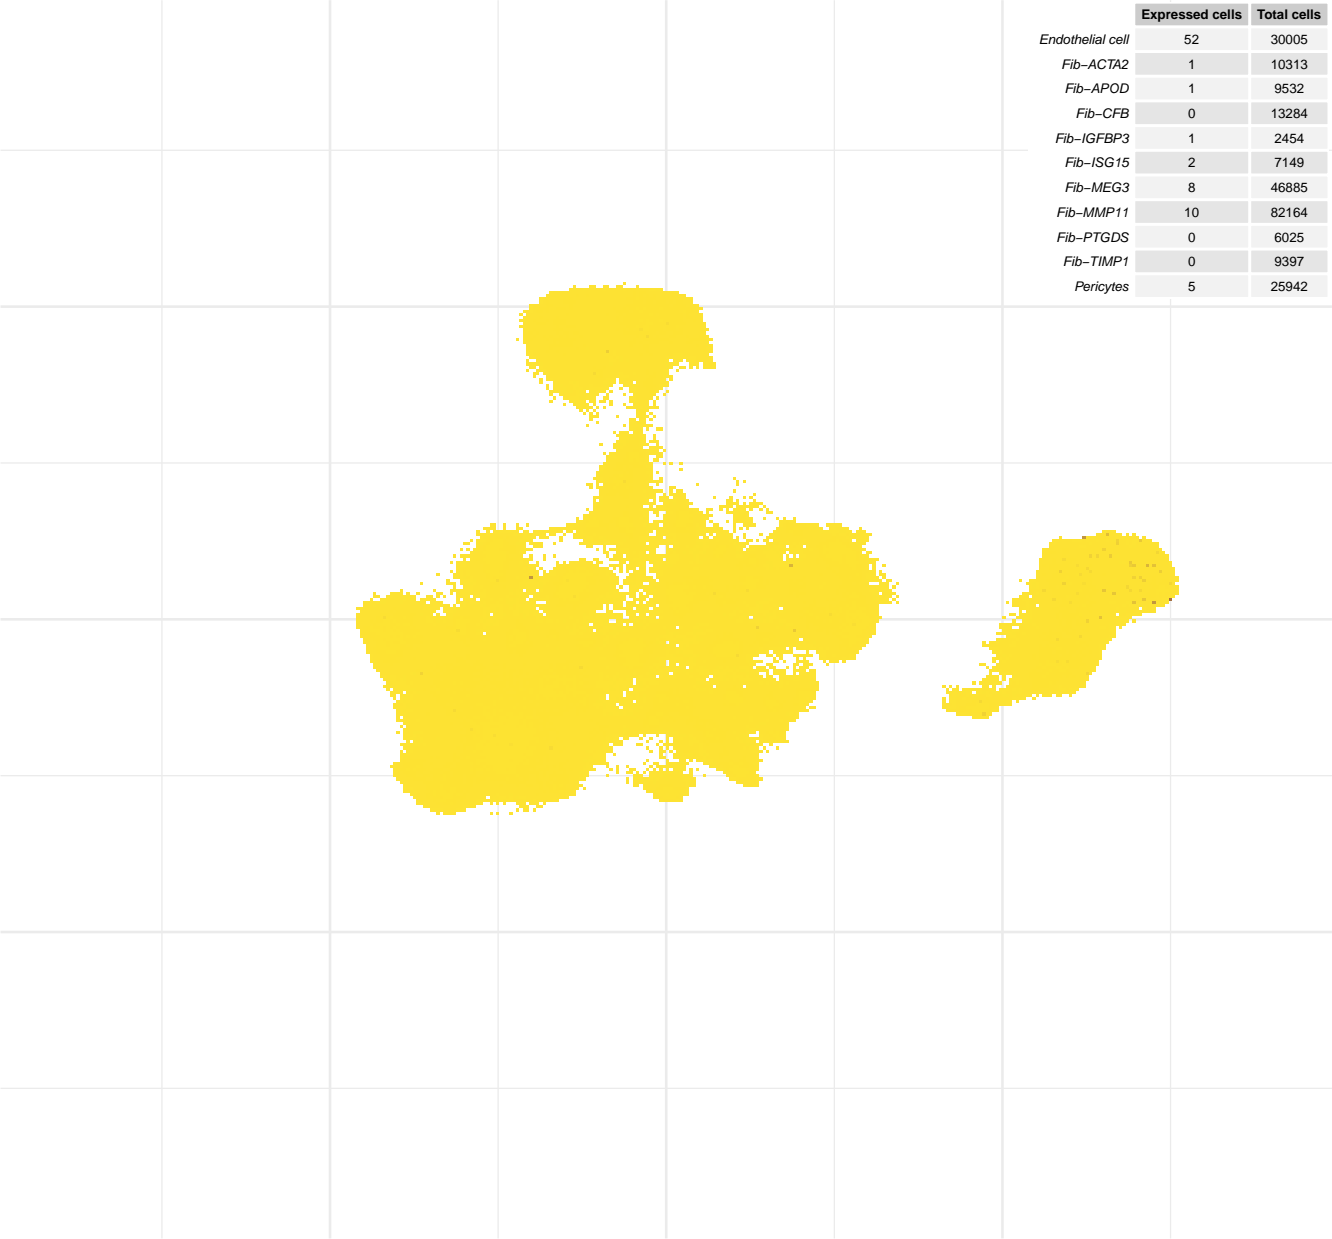 Expressed cells Total cells
Endothelial cell 52 30005
Fib−ACTA2 1 10313
Fib−APOD 1 9532
Fib−CFB 0 13284
Fib−IGFBP3 1 2454
Fib−ISG15 2 7149
Fib−MEG3 8 46885
Fib−MMP11 10 82164
Fib−PTGDS 0 6025
Fib−TIMP1 0 9397
Pericytes 5 25942